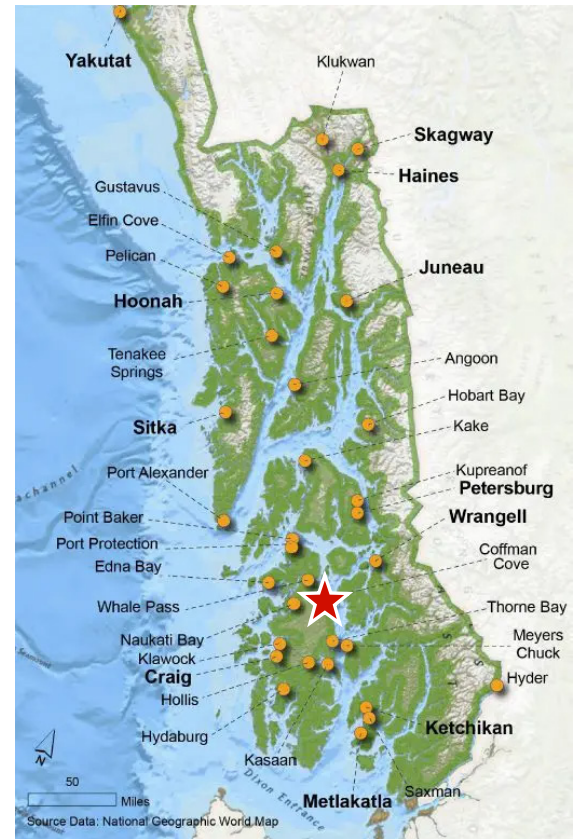 Yakutat
Klukwan
Skagway
Haines
Gustavus
Elfin Cove
Pelican
Juneau
Hoonah
Tenakee
Springs
Angoon
Hobart Bay
Sitka
Kake
Port Alexander
Kupreanof
Petersburg
Point Baker
Wrangell
Port Protection
Coffman
Cove
Edna Bay
Whale Pass
Thorne Bay
Naukati Bay
Meyers
Chuck
Klawock
Craig
Hyder
Hollis
Ketchikan
Hydaburg
Kasaan
Saxman
Dixon Entrance
Metlakatla
N
50
Miles
Source Data: National Geographic World Map